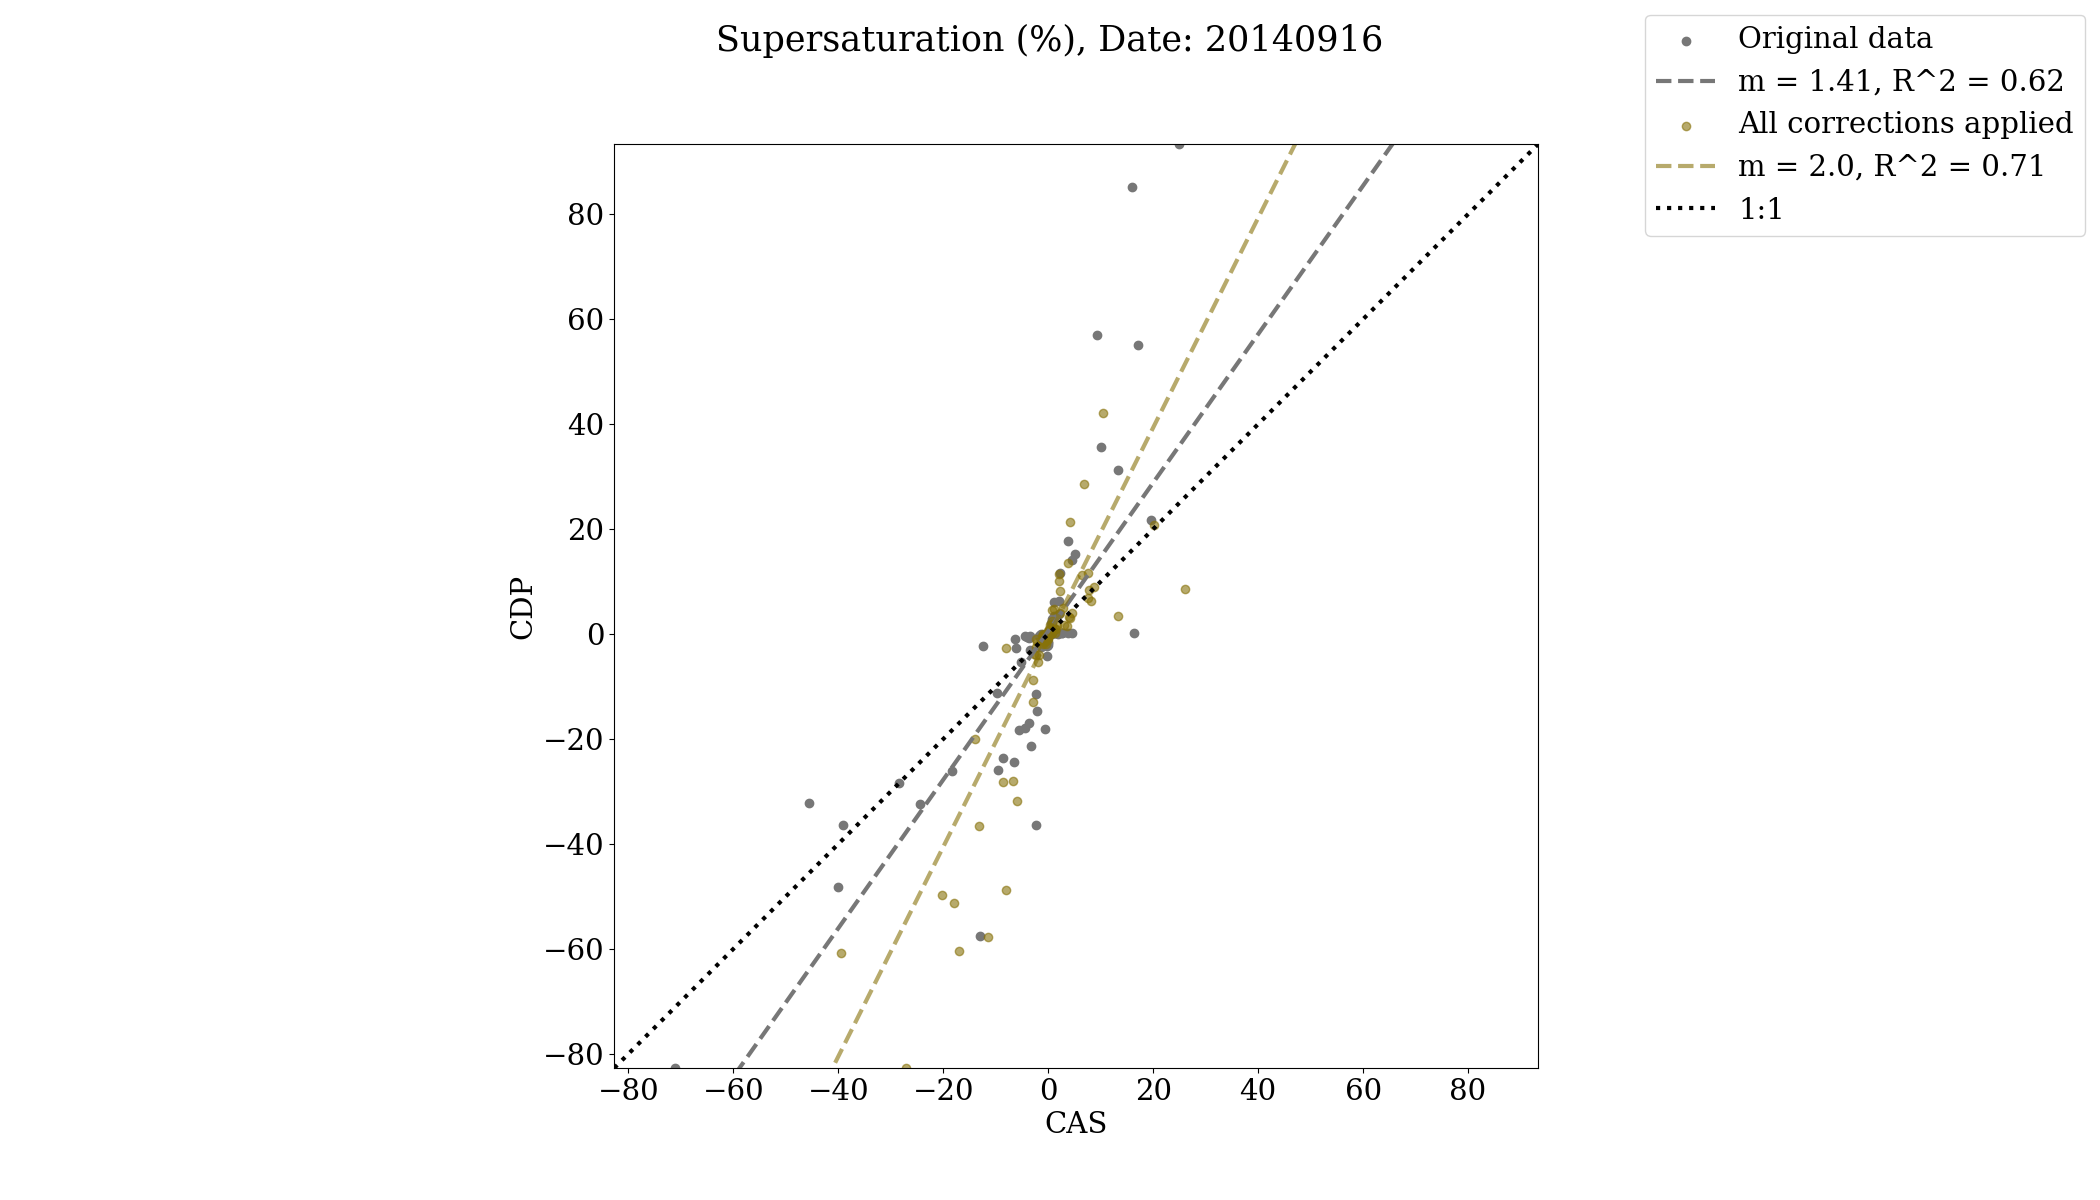 Supersaturation (%), Date: 20140916
Original data
m = 1.41, R^2 = 0.62
All corrections applied
m = 2.0, R^2 = 0.71
1:1
80
60
40
20
0
−20
−40
−60
−80
CDP
−80 −60 −40 −20 0 20 40 60 80
CAS